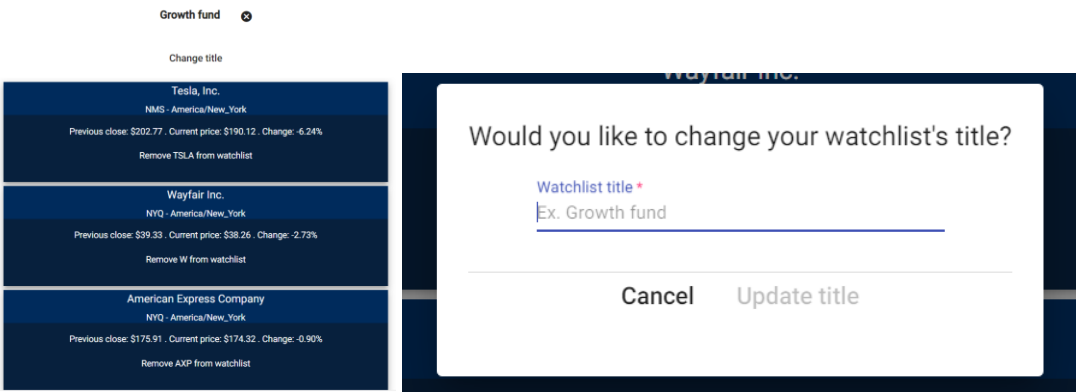 Growth fund
Change title
Tesla, Inc.
NMS - America/New_York
Previous close: $202.77 . Current price: $190.12 . Change: -6.24%
Remove TSLA from watchlist
Wayfair Inc.
NYQ - America/New_York
Previous close: $39.33 . Current price: $38.26 . Change: -2.73%
Remove W from watchlist
American Express Company
NYQ - America/New_York
Previous close: $175.91 . Current price: $174.32 . Change: -0.90%
Remove AXP from watchlist
Wayfair Inc.
Would you like to change your watchlist's title?
Watchlist title *
Ex. Growth fund
Cancel Update title